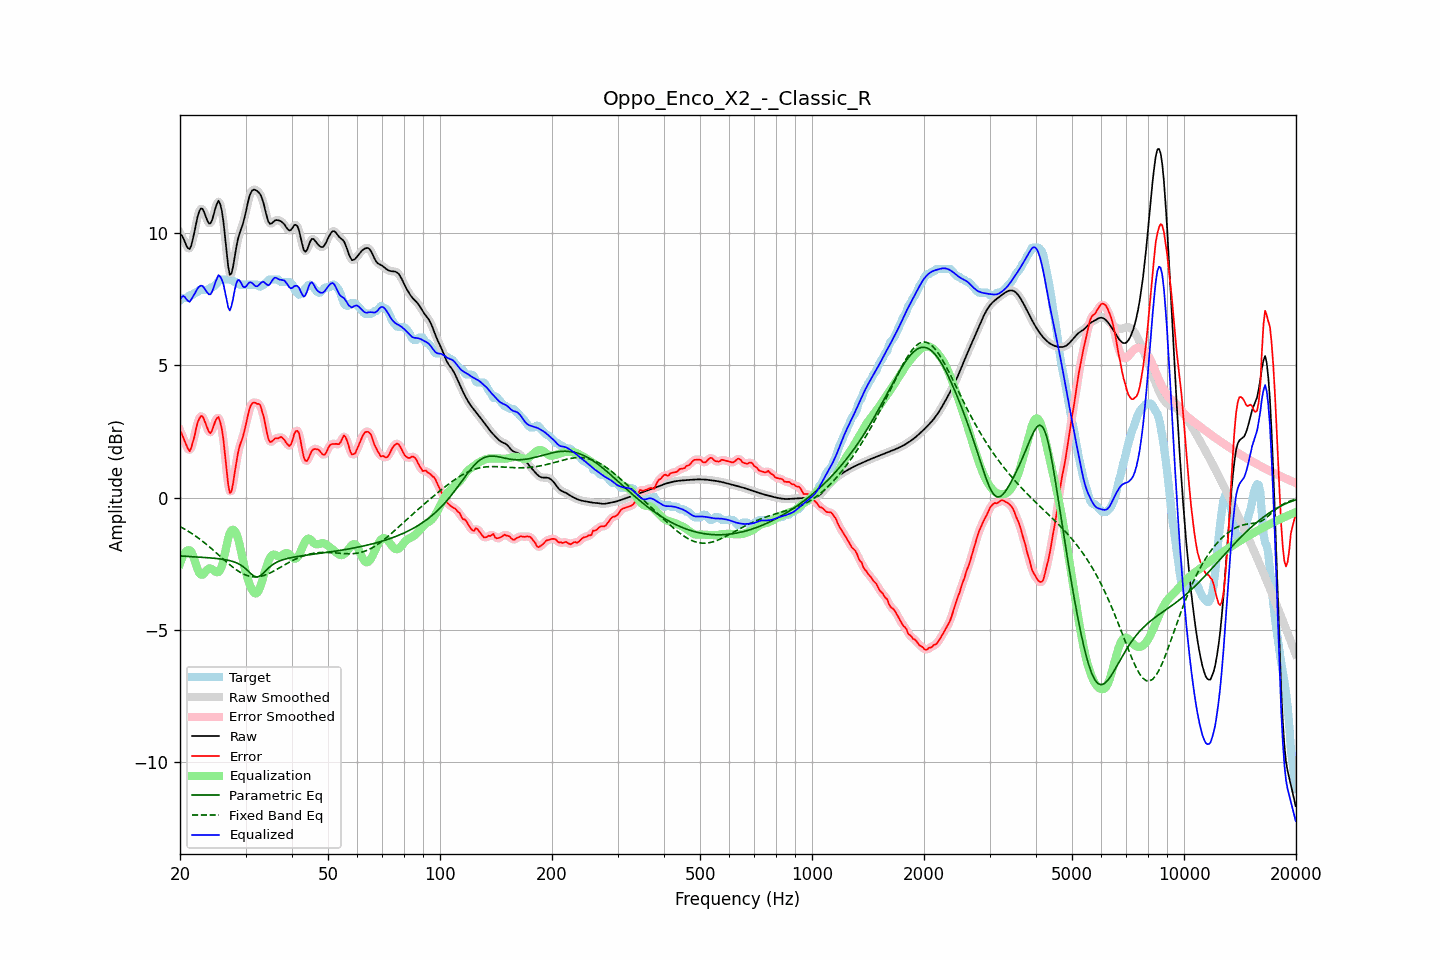 Oppo_Enco_X2_-_Classic_R
Amplitude (dBr)
10
5
0
−5
−10
Target
Raw Smoothed
Error Smoothed
Raw
Error
Equalization
Parametric Eq
Fixed Band Eq
Equalized
20 50 100 200 500 1000 2000 5000 10000 20000
Frequency (Hz)